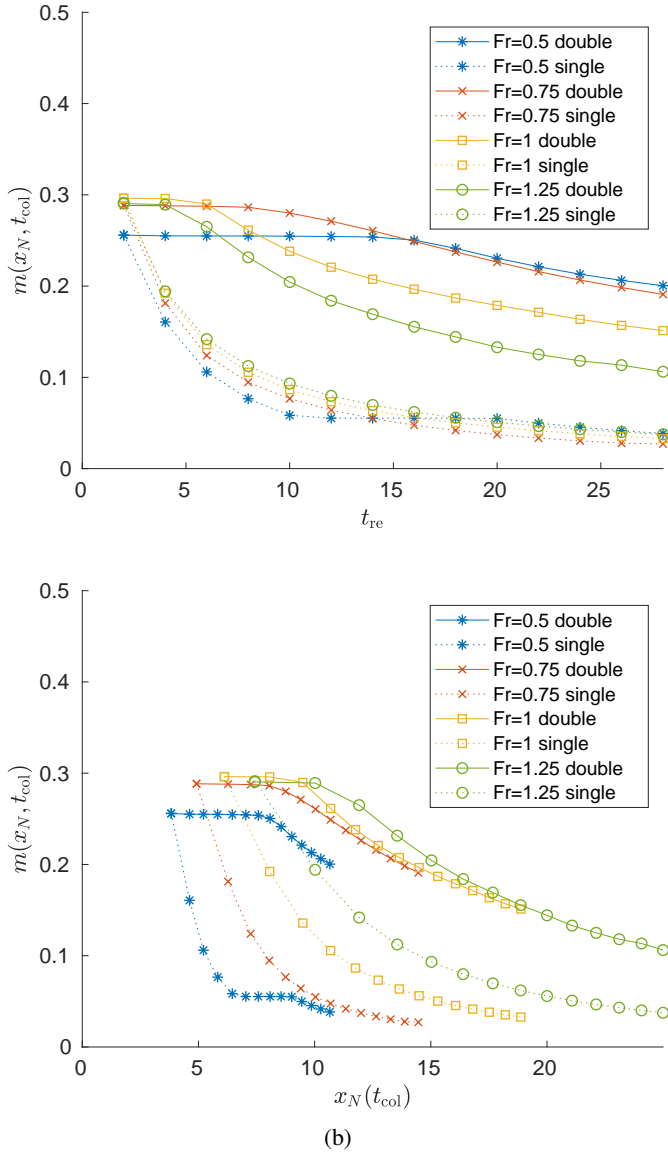 0.5
0.4
0.3
0.2
0.1
0
m(x_N, t_col)
Fr=0.5 double
Fr=0.5 single
Fr=0.75 double
Fr=0.75 single
Fr=1 double
Fr=1 single
Fr=1.25 double
Fr=1.25 single
0 5 10 15 20 25
t_re
0.5
0.4
0.3
0.2
0.1
0
m(x_N, t_col)
Fr=0.5 double
Fr=0.5 single
Fr=0.75 double
Fr=0.75 single
Fr=1 double
Fr=1 single
Fr=1.25 double
Fr=1.25 single
0 5 10 15 20
x_N(t_col)
(b)